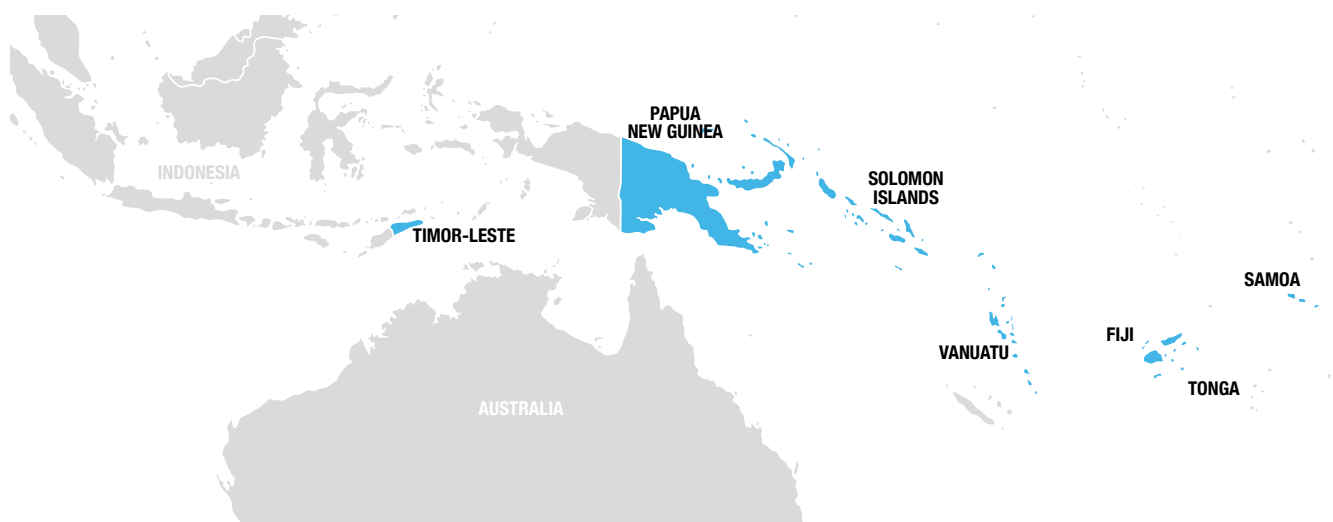 PAPUA
NEW GUINEA
INDONESIA
SOLOMON
ISLANDS
TIMOR-LESTE
SAMOA
FIJI
VANUATU
TONGA
AUSTRALIA